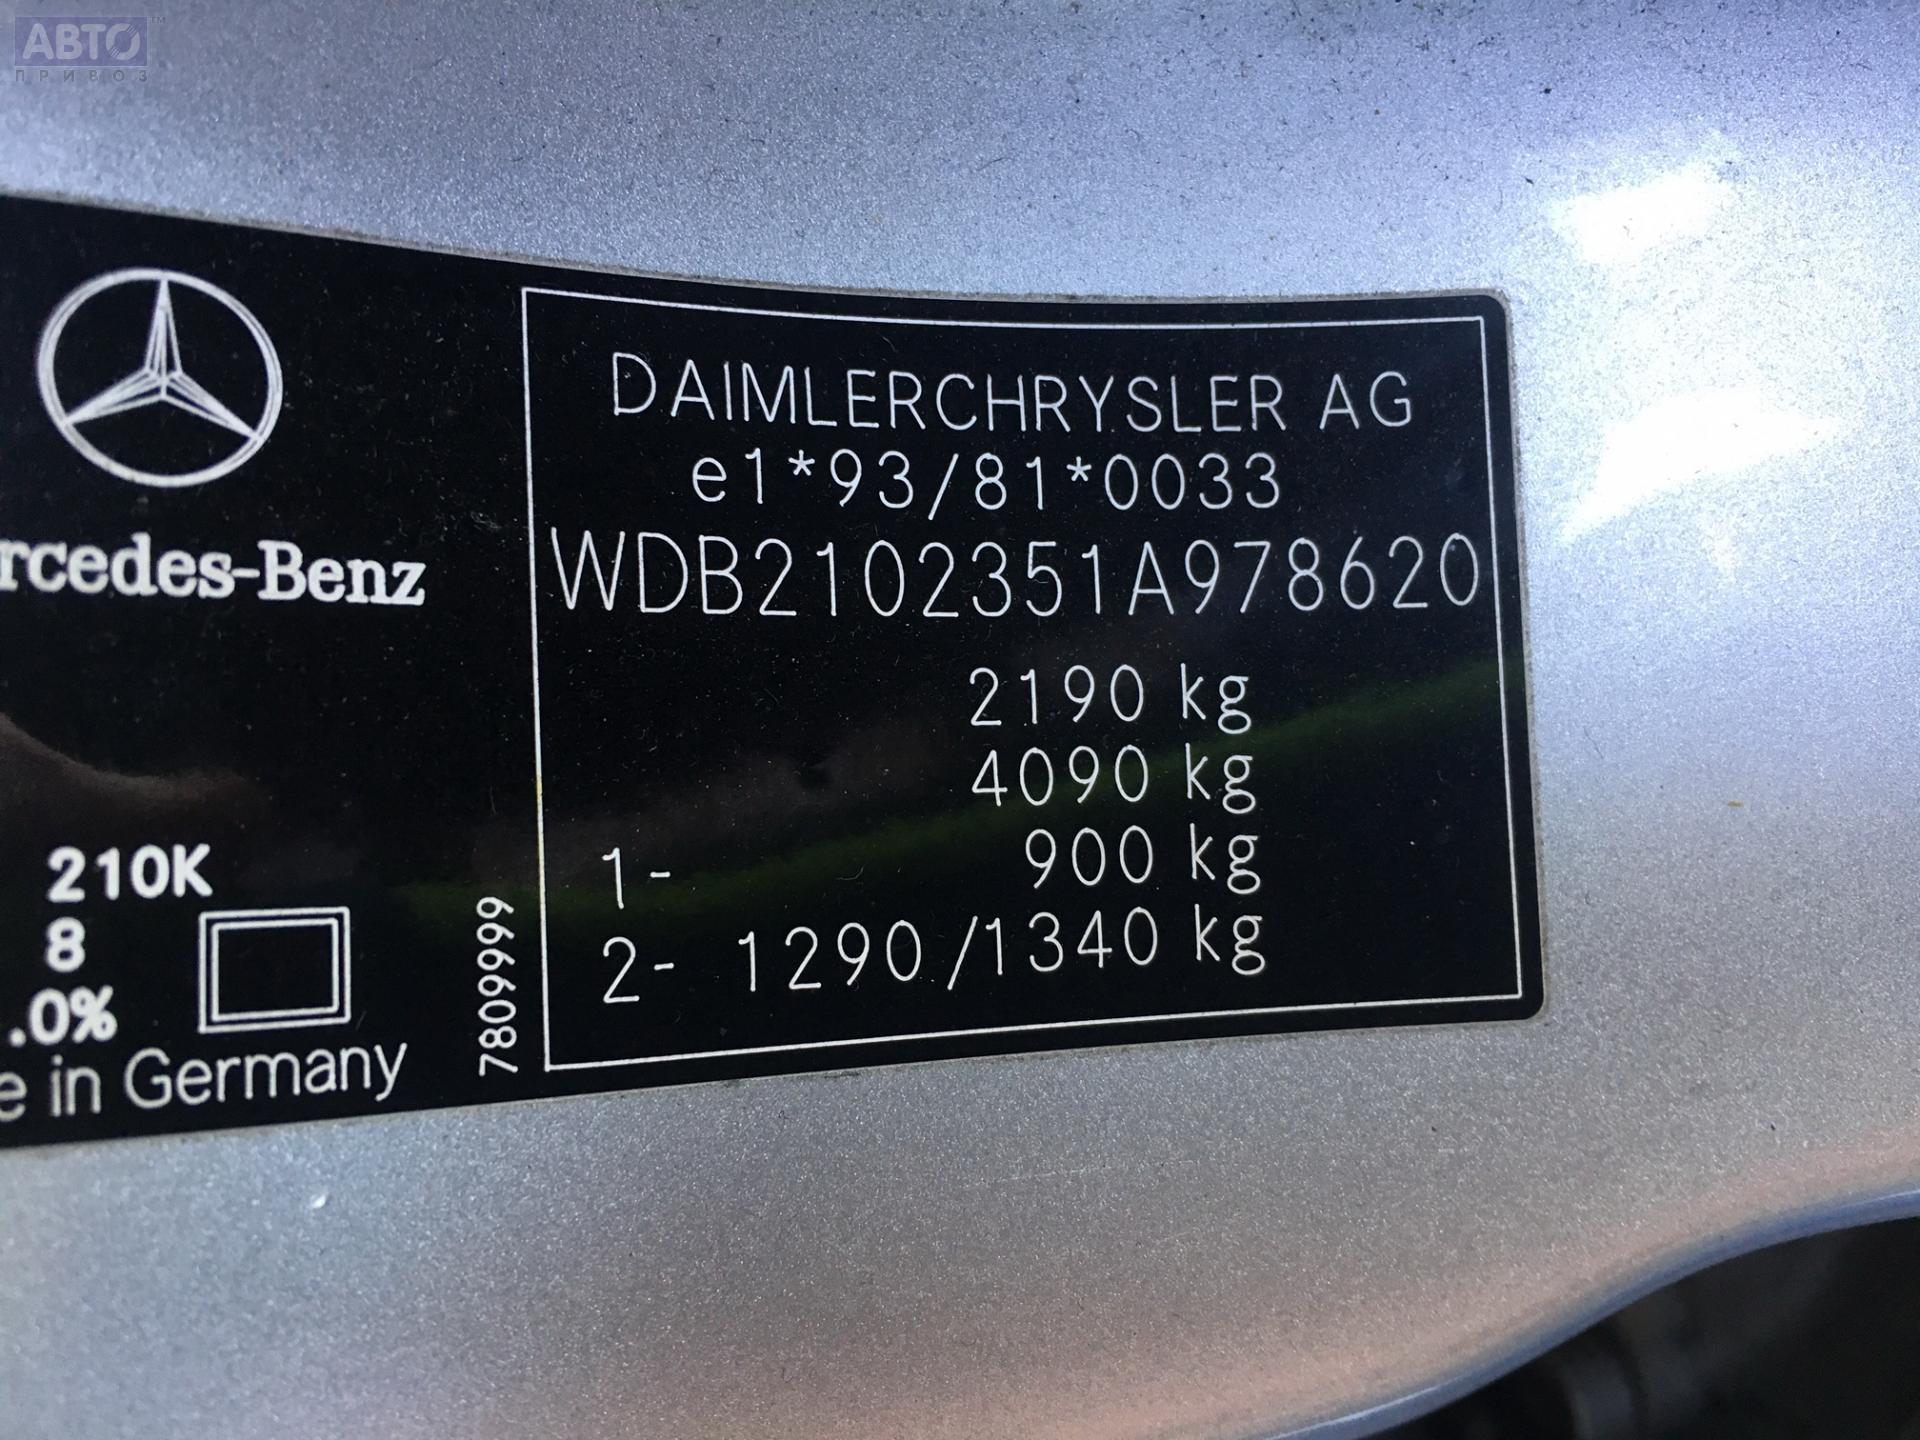 АВТО
ПРИВОЗ
DAIMLERCHRYSLER AG
e1*93/81*0033
WDB2102351A978620
2190 kg
4090 kg
1- 900 kg
2- 1290/1340 kg
rcedes-Benz
210K
8
.0%
e in Germany
7809999